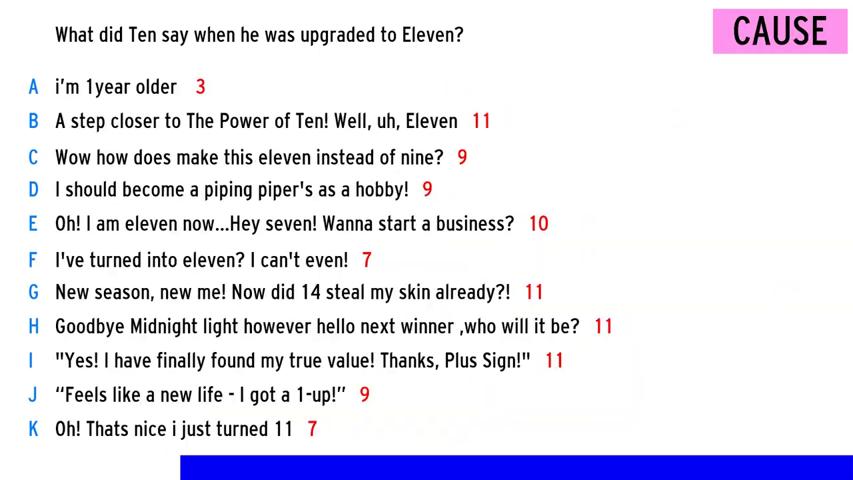 What did Ten say when he was upgraded to Eleven?
CAUSE
A i'm 1year older 3
B A step closer to The Power of Ten! Well, uh, Eleven 11
C Wow how does make this eleven instead of nine? 9
D I should become a piping piper's as a hobby! 9
E Oh! I am eleven now...Hey seven! Wanna start a business? 10
F I've turned into eleven? I can't even! 7
G New season, new me! Now did 14 steal my skin already?! 11
H Goodbye Midnight light however hello next winner ,who will it be? 11
I "Yes! I have finally found my true value! Thanks, Plus Sign!" 11
J “Feels like a new life - I got a 1-up!” 9
K Oh! Thats nice i just turned 11 7